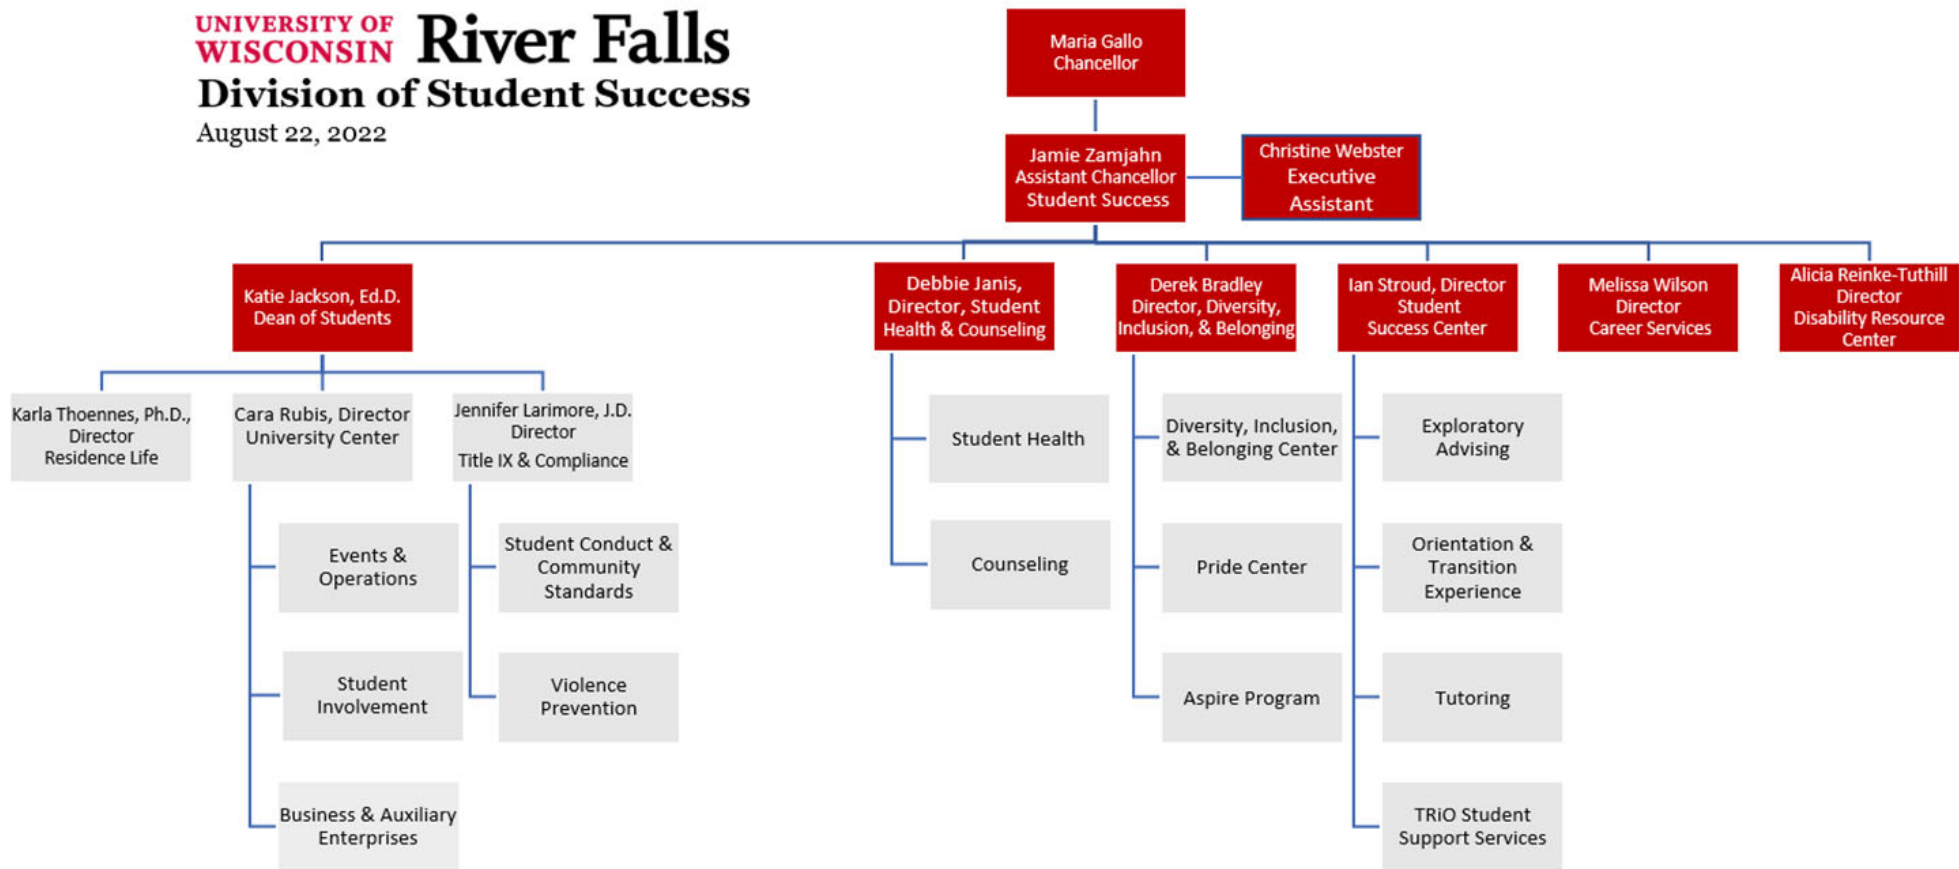 UNIVERSITY OF
WISCONSIN River Falls
Division of Student Success
August 22, 2022
Maria Gallo
Chancellor
Jamie Zamjahn
Assistant Chancellor
Student Success
Christine Webster
Executive
Assistant
Katie Jackson, Ed.D.
Dean of Students
Debbie Janis,
Director, Student
Health & Counseling
Derek Bradley
Director, Diversity,
Inclusion, & Belonging
Ian Stroud, Director
Student
Success Center
Melissa Wilson
Director
Career Services
Alicia Reinke-Tuthill
Director
Disability Resource
Center
Karla Thoennes, Ph.D.,
Director
Residence Life
Cara Rubis, Director
University Center
Jennifer Larimore, J.D.
Director
Title IX & Compliance
Events &
Operations
Student
Involvement
Business & Auxiliary
Enterprises
Student Conduct &
Community
Standards
Violence
Prevention
Student Health
Counseling
Diversity, Inclusion,
& Belonging Center
Pride Center
Aspire Program
Exploratory
Advising
Orientation &
Transition
Experience
Tutoring
TRiO Student
Support Services